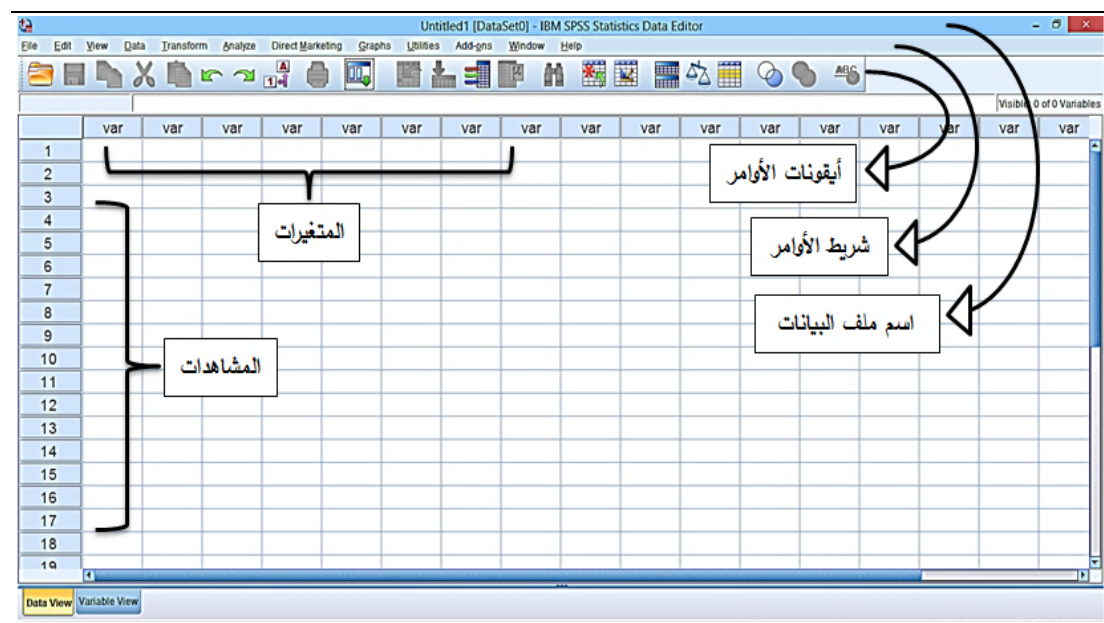 Untitled1 [DataSet0] - IBM SPSS Statistics Data Editor
File Edit View Data Transform Analyze Direct Marketing Graphs Utilities Add-ons Window Help
Visible: 0 of 0 Variables
var var var var var var var var var var var var var var var var var
1
2
أيقونات الأوامر
3
4
المتغيرات
5
شريط الأوامر
6
7
8
اسم ملف البيانات
9
10
المشاهدات
11
12
13
14
15
16
17
18
19
Data View Variable View